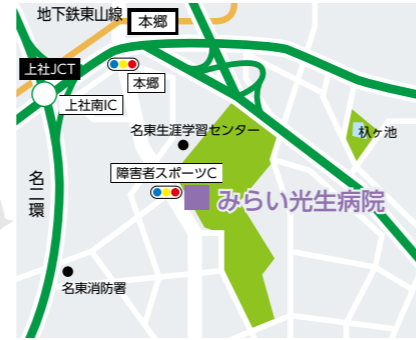 地下鉄東山線
本郷
上社JCT
本郷
上社南IC
名東生涯学習センター
杁ヶ池
障害者スポーツC
名二環
みらい光生病院
名東消防署